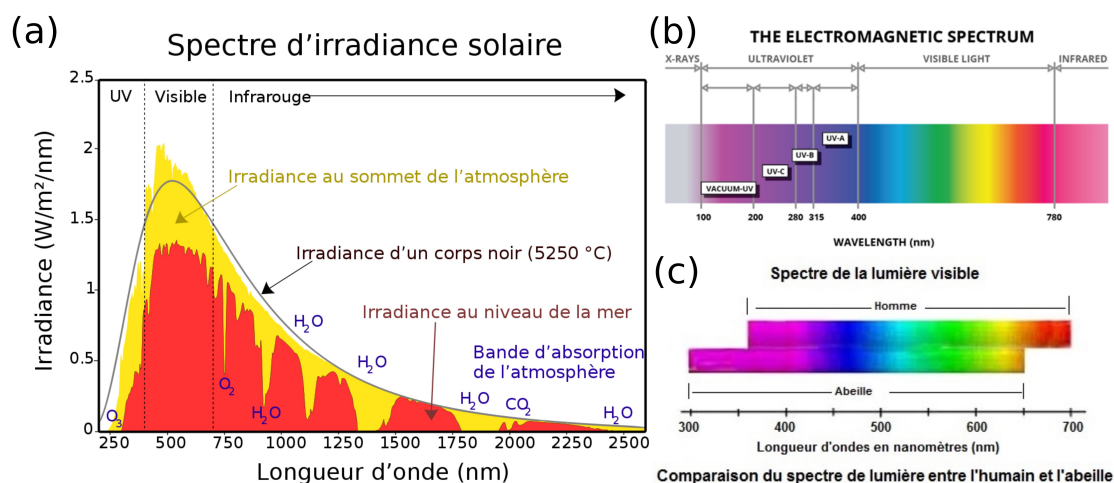 (a)
Spectre d’irradiance solaire
Irradiance (W/m²/nm)
2.5
2
1.5
1
0.5
0
UV
Visible
Infrarouge
Irradiance au sommet de l’atmosphère
Irradiance d’un corps noir (5250 °C)
Irradiance au niveau de la mer
Bande d’absorption
de l’atmosphère
H₂O
H₂O
O₃
O₂
H₂O
H₂O
CO₂
H₂O
250 500 750 1000 1250 1500 1750 2000 2250 2500
Longueur d’onde (nm)
(b)
THE ELECTROMAGNETIC SPECTRUM
X-RAYS ULTRAVIOLET VISIBLE LIGHT INFRARED
UV-A
UV-B
UV-C
VACUUM-UV
100 200 280 315 400 780
WAVELENGTH (nm)
(c)
Spectre de la lumière visible
Homme
Abeille
300 400 500 600 700
Longueur d'ondes en nanomètres (nm)
Comparaison du spectre de lumière entre l'humain et l'abeille